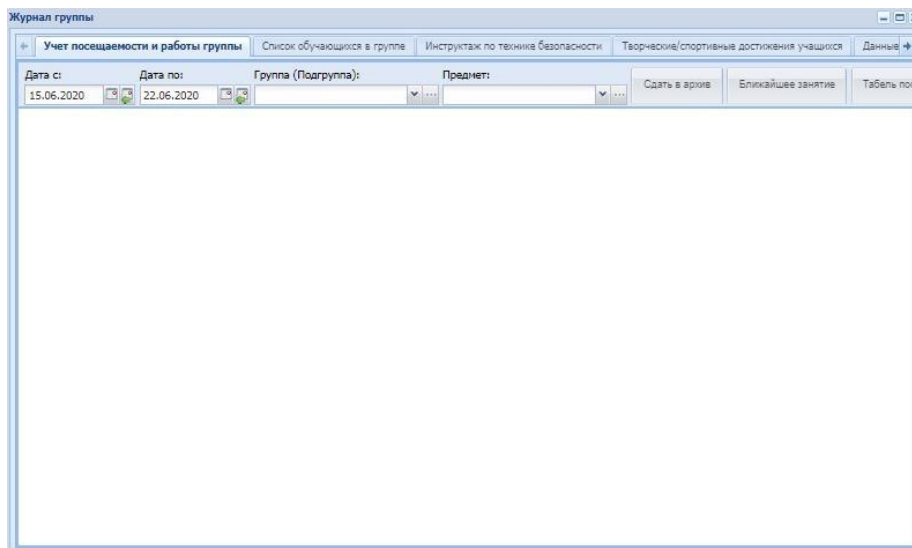 Журнал группы
Учет посещаемости и работы группы Список обучающихся в группе Инструктаж по технике безопасности Творческие/спортивные достижения учащихся Данные
Дата с: Дата по: Группа (Подгруппа): Предмет:
15.06.2020 22.06.2020 Сдать в архив Ближайшее занятие Табель